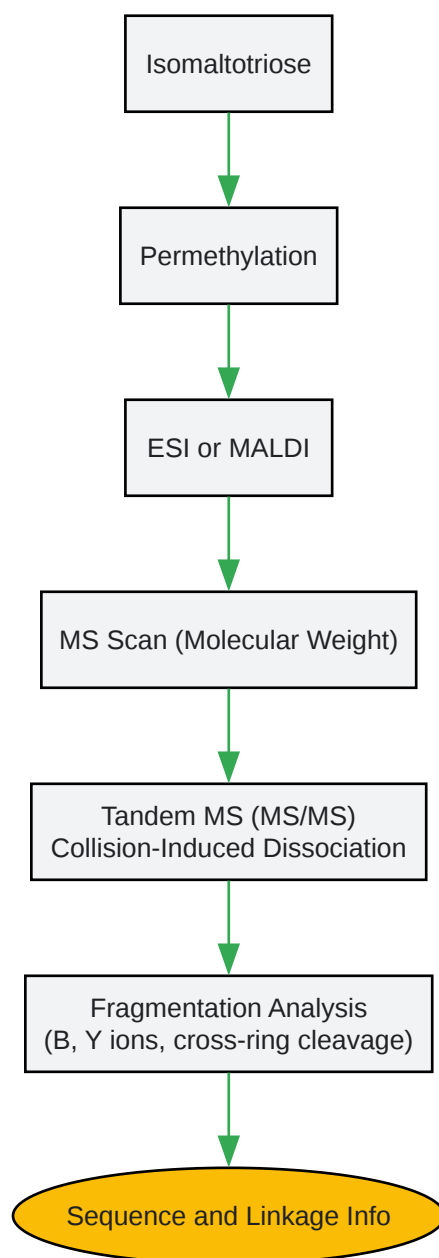 Isomaltotriose
Permethylation
ESI or MALDI
MS Scan (Molecular Weight)
Tandem MS (MS/MS)
Collision-Induced Dissociation
Fragmentation Analysis
(B, Y ions, cross-ring cleavage)
Sequence and Linkage Info